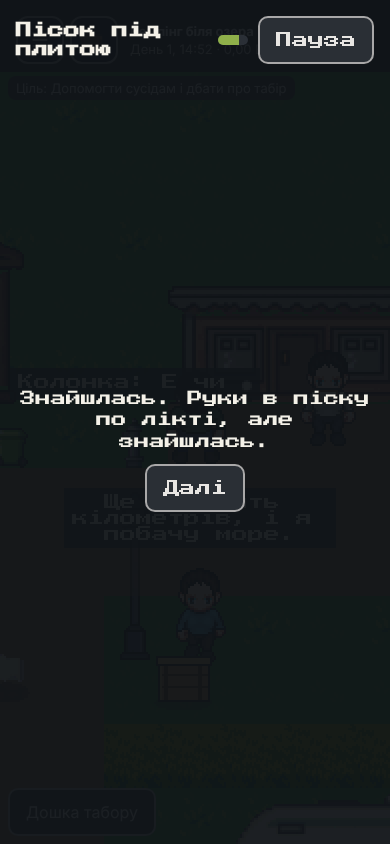 Пісок під
плитою
Пауза
День 1, 14:52
Ціль: Допомогти сусідам і дбати про табір
Колонка: Е чи
Знайшлась. Руки в піску
по лікті, але
знайшлась.
Далі
Ще
кілометрів, і я
побачу море.
Дошка табору